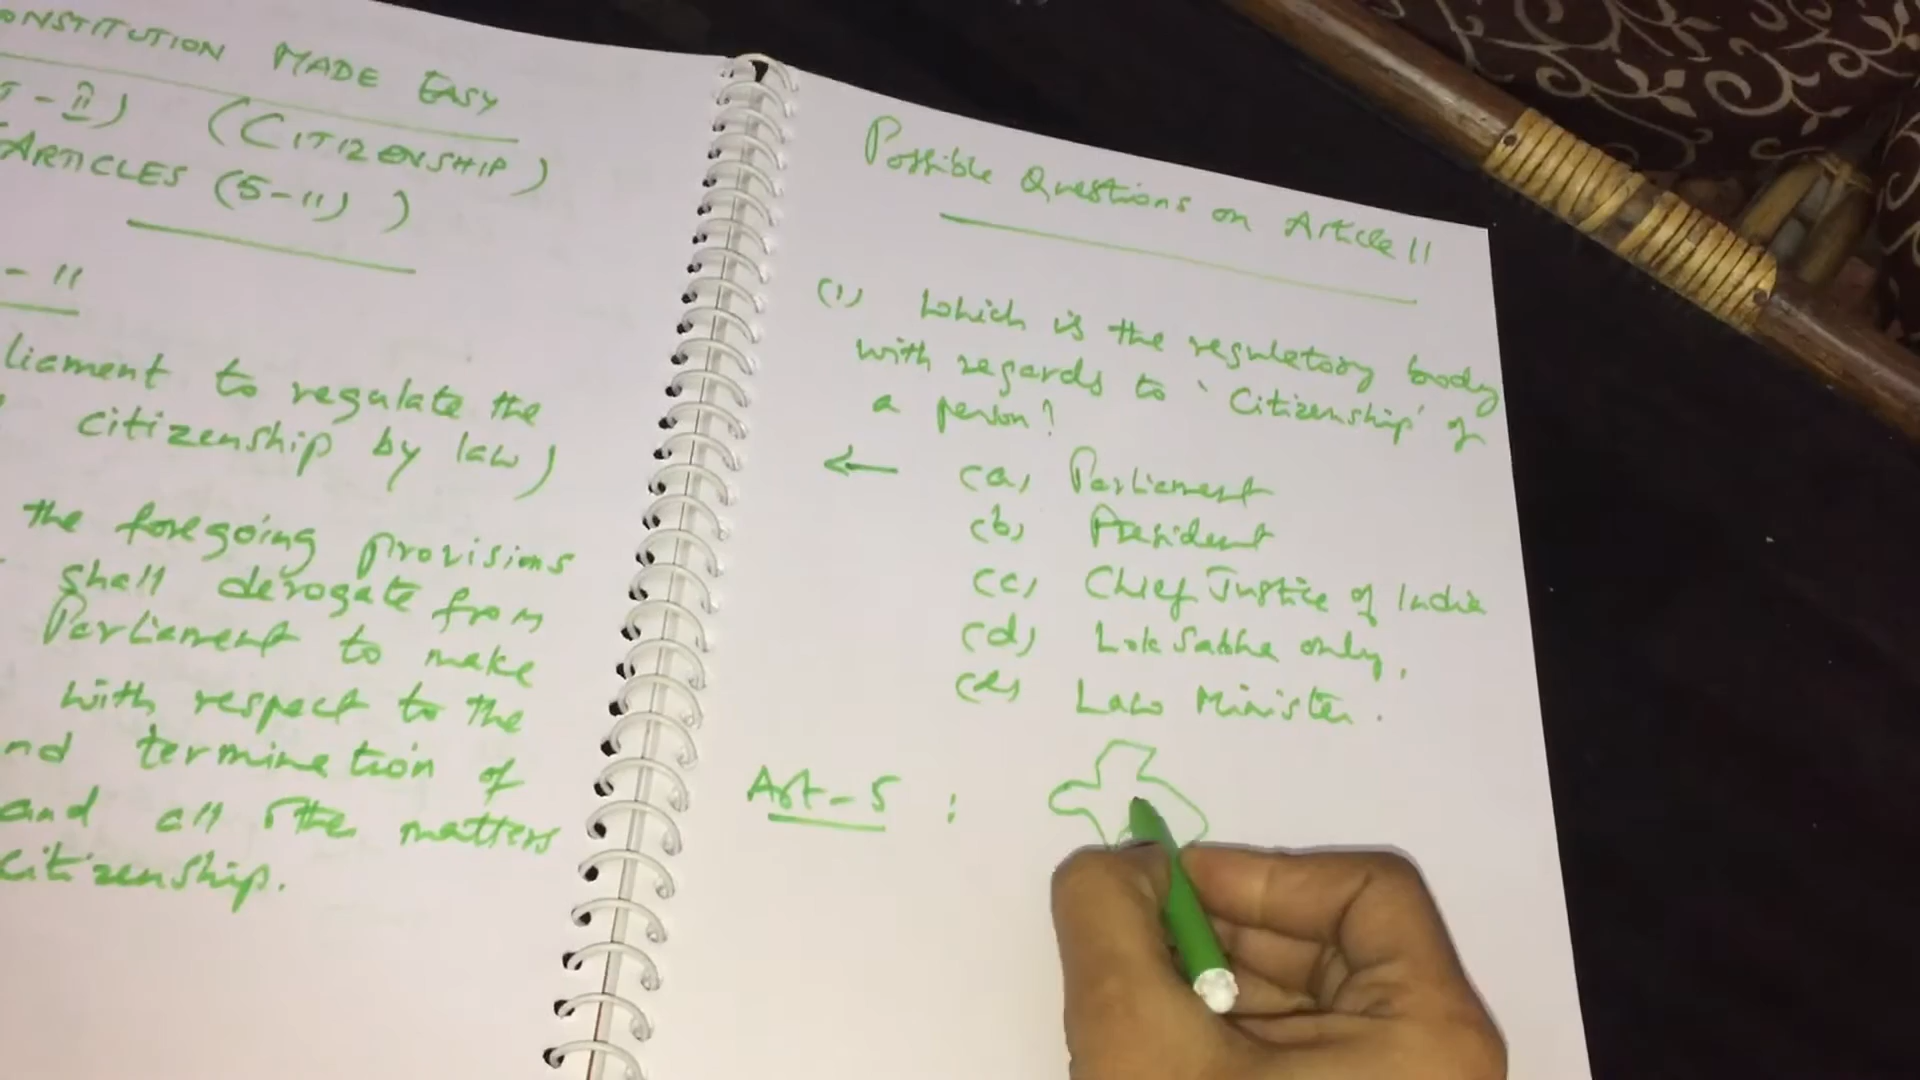 ONSTITUTION MADE EASY
T-II) (CITIZENSHIP)
ARTICLES (5-11) )
- 11
liament to regulate the
citizenship by law)
the foregoing provisions
shall derogate from
Parliament to make
with respect to the
nd termination of
and all other matters
citizenship.
Possible Questions on Article 11
(1) Which is the regulatory body
with regards to 'Citizenship' of
a person?
← (a) Parliament
(b) President
(c) Chief Justice of India
(d) Lok Sabha only.
(e) Law Minister.
Art-5 :